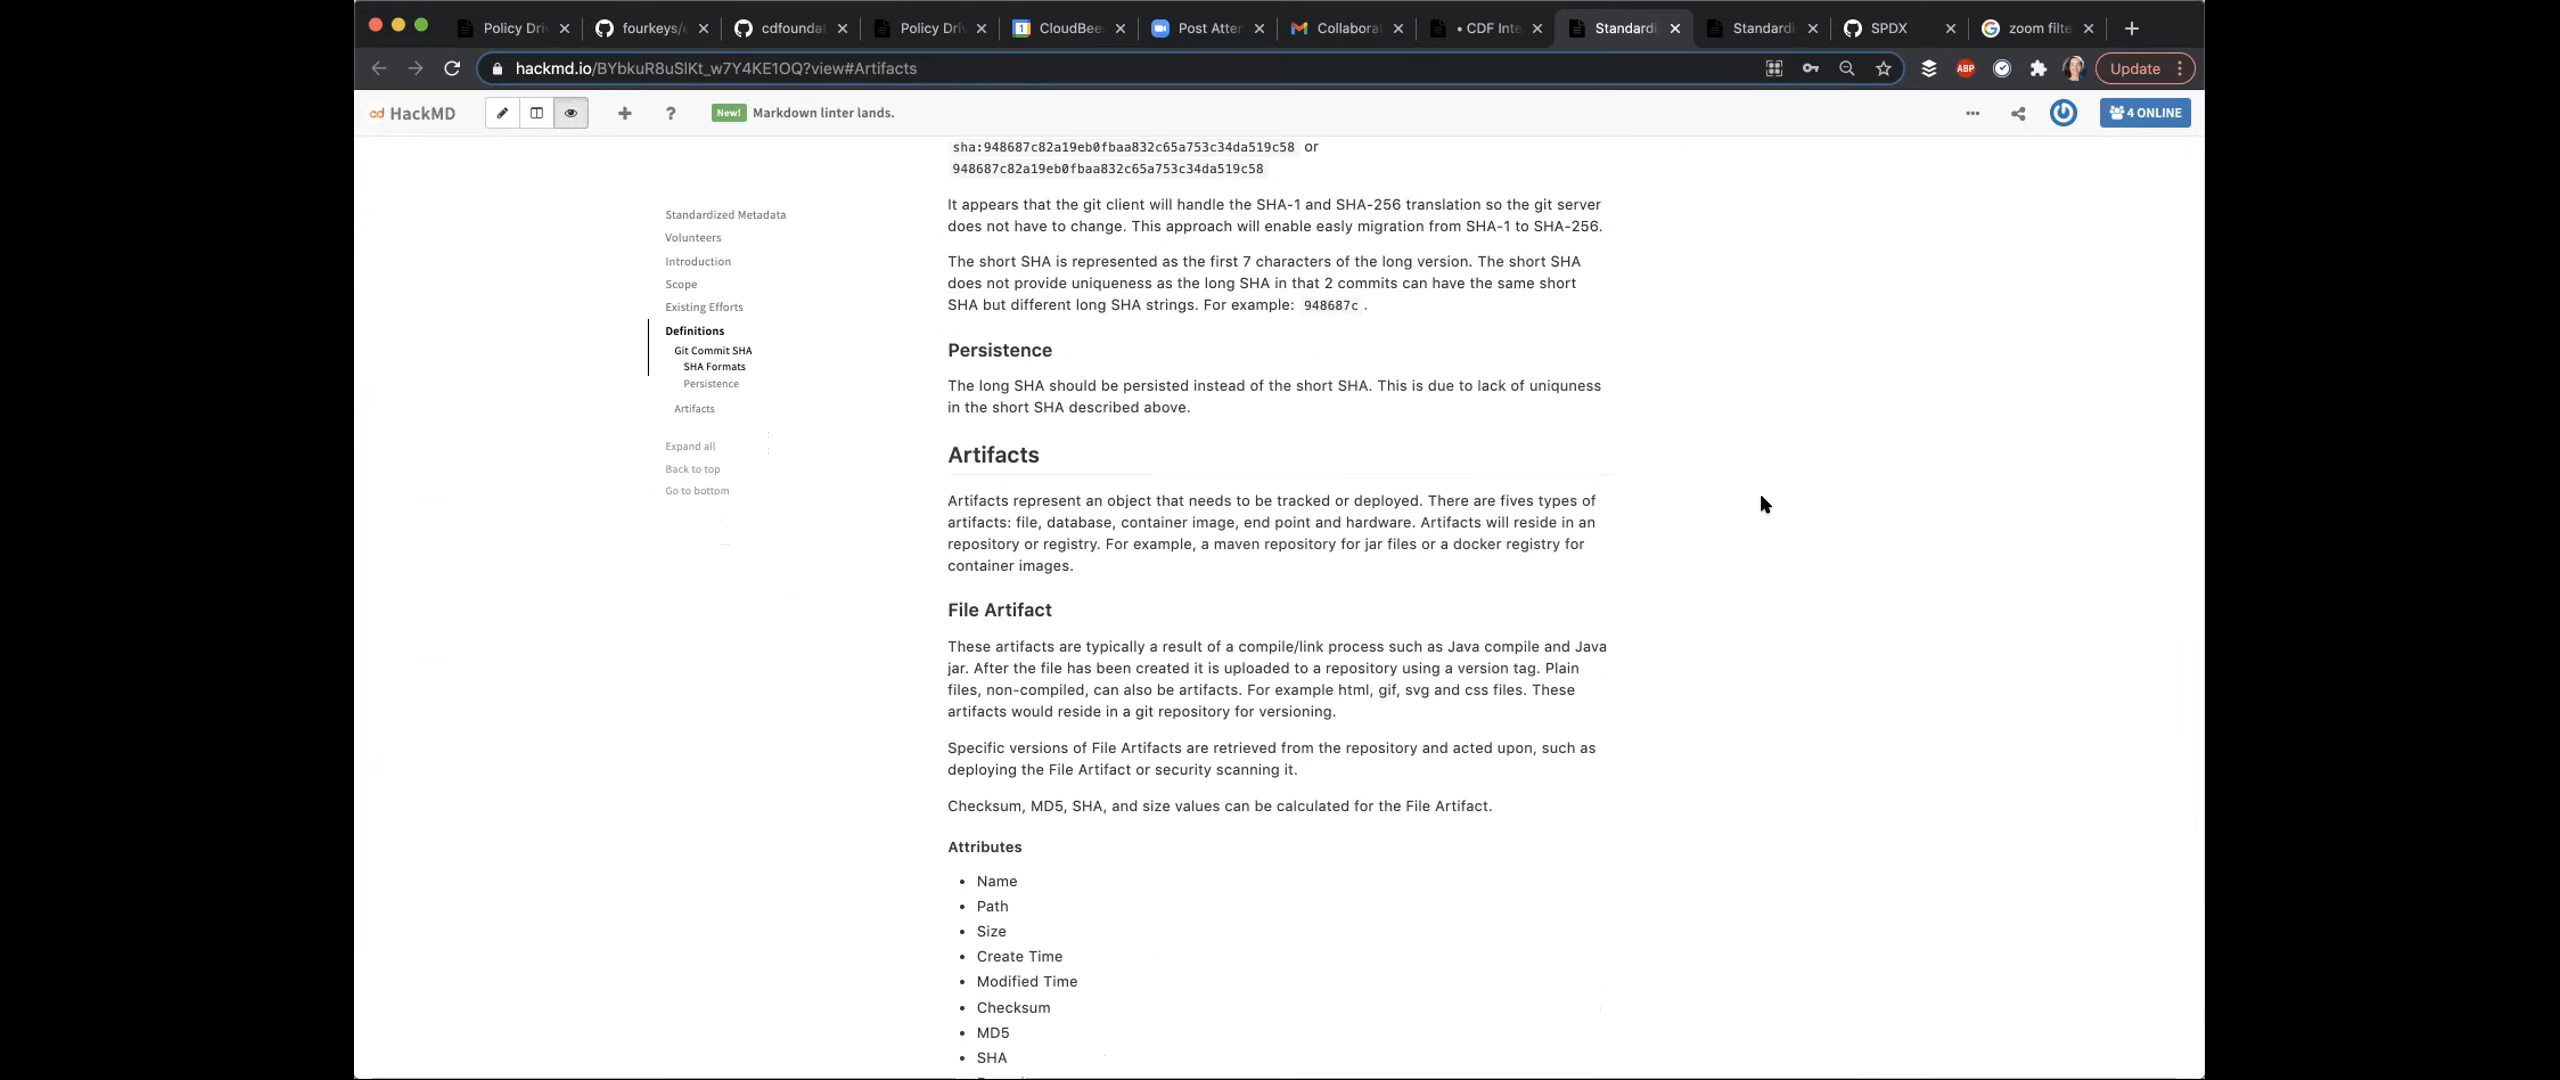 Policy Dri
fourkeys/
cdfounda
Policy Dri
CloudBee
Post Atter
Collabora
• CDF Inte
Standardi
Standardi
SPDX
zoom filte
hackmd.io/BYbkuR8uSlKt_w7Y4KE1OQ?view#Artifacts
ABP
Update
HackMD
New! Markdown linter lands.
4 ONLINE
Standardized Metadata
Volunteers
Introduction
Scope
Existing Efforts
Definitions
Git Commit SHA
SHA Formats
Persistence
Artifacts
Expand all
Back to top
Go to bottom
sha:948687c82a19eb0fbaa832c65a753c34da519c58 or
948687c82a19eb0fbaa832c65a753c34da519c58
It appears that the git client will handle the SHA-1 and SHA-256 translation so the git server
does not have to change. This approach will enable easly migration from SHA-1 to SHA-256.
The short SHA is represented as the first 7 characters of the long version. The short SHA
does not provide uniqueness as the long SHA in that 2 commits can have the same short
SHA but different long SHA strings. For example: 948687c .
Persistence
The long SHA should be persisted instead of the short SHA. This is due to lack of uniquness
in the short SHA described above.
Artifacts
Artifacts represent an object that needs to be tracked or deployed. There are fives types of
artifacts: file, database, container image, end point and hardware. Artifacts will reside in an
repository or registry. For example, a maven repository for jar files or a docker registry for
container images.
File Artifact
These artifacts are typically a result of a compile/link process such as Java compile and Java
jar. After the file has been created it is uploaded to a repository using a version tag. Plain
files, non-compiled, can also be artifacts. For example html, gif, svg and css files. These
artifacts would reside in a git repository for versioning.
Specific versions of File Artifacts are retrieved from the repository and acted upon, such as
deploying the File Artifact or security scanning it.
Checksum, MD5, SHA, and size values can be calculated for the File Artifact.
Attributes
• Name
• Path
• Size
• Create Time
• Modified Time
• Checksum
• MD5
• SHA